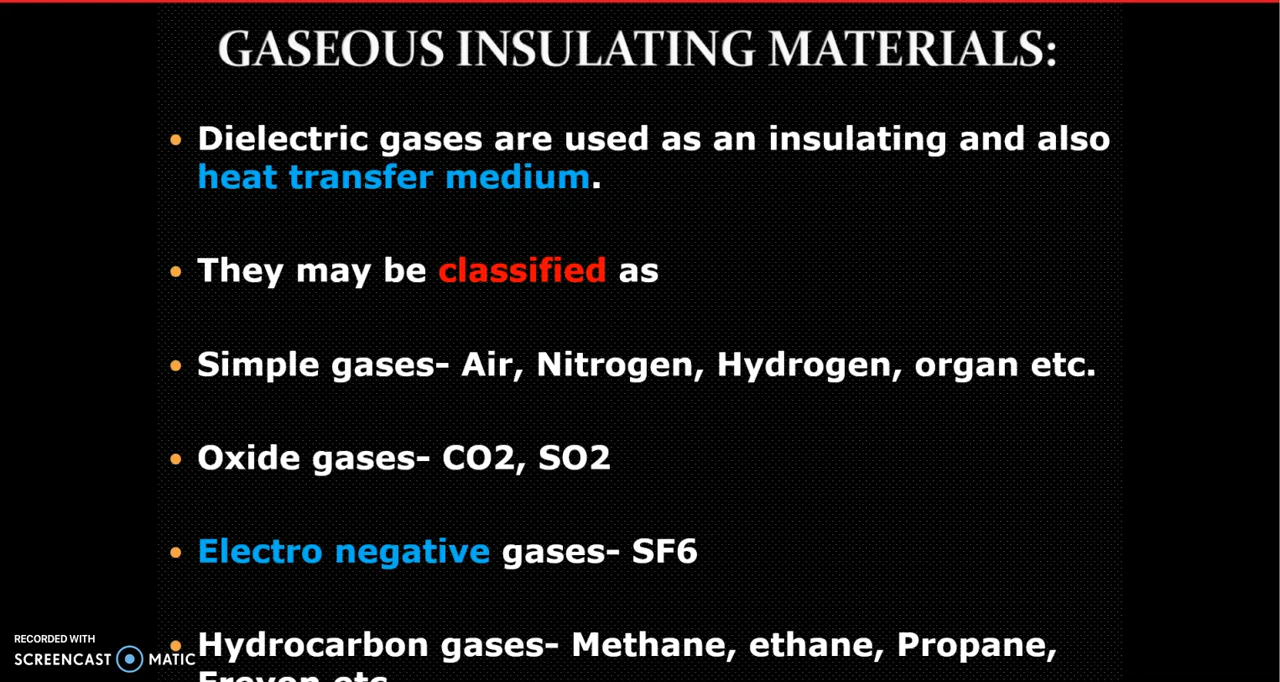 GASEOUS INSULATING MATERIALS:
Dielectric gases are used as an insulating and also
heat transfer medium.
They may be classified as
Simple gases- Air, Nitrogen, Hydrogen, organ etc.
Oxide gases- CO2, SO2
Electro negative gases- SF6
Hydrocarbon gases- Methane, ethane, Propane,
etc
RECORDED WITH
SCREENCAST MATIC